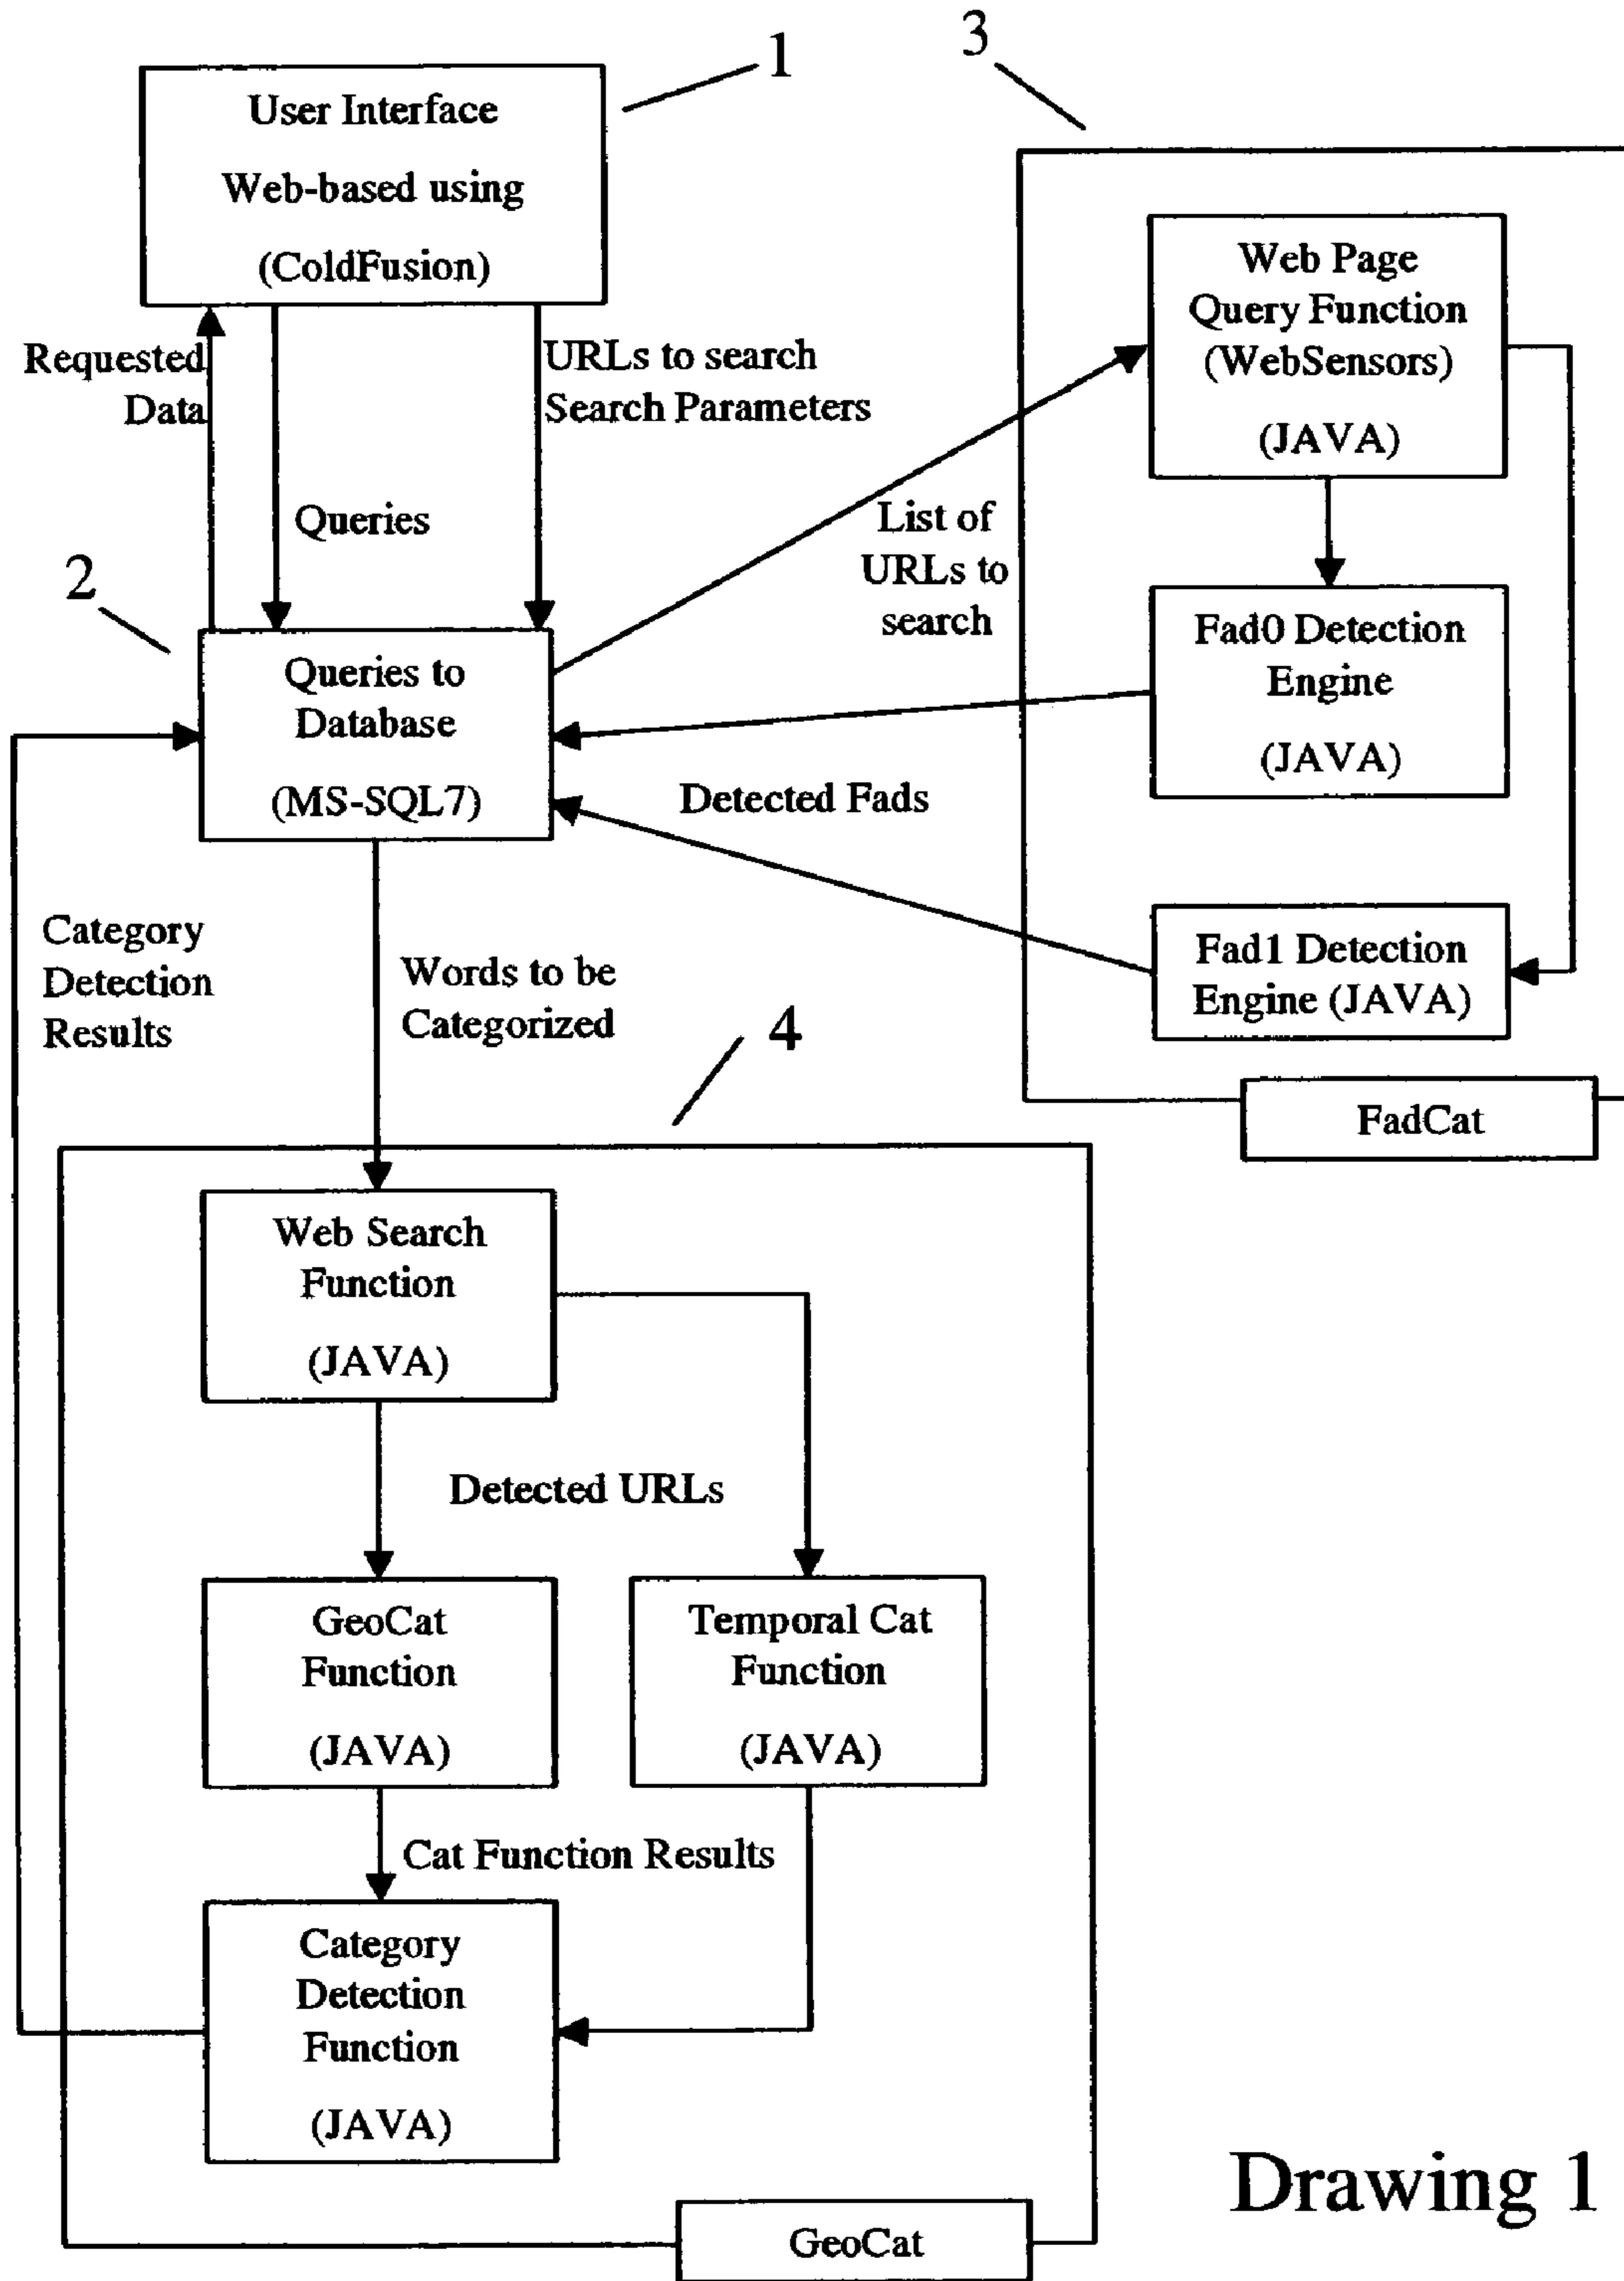 1
3
User Interface
Web-based using
(ColdFusion)
Web Page
Query Function
(WebSensors)
(JAVA)
Requested
Data
URLs to search
Search Parameters
Queries
List of
URLs to
search
2
Queries to
Database
(MS-SQL7)
Fad0 Detection
Engine
(JAVA)
Detected Fads
Fad1 Detection
Engine (JAVA)
FadCat
Category
Detection
Results
Words to be
Categorized
4
Web Search
Function
(JAVA)
Detected URLs
GeoCat
Function
(JAVA)
Temporal Cat
Function
(JAVA)
Cat Function Results
Category
Detection
Function
(JAVA)
GeoCat
Drawing 1